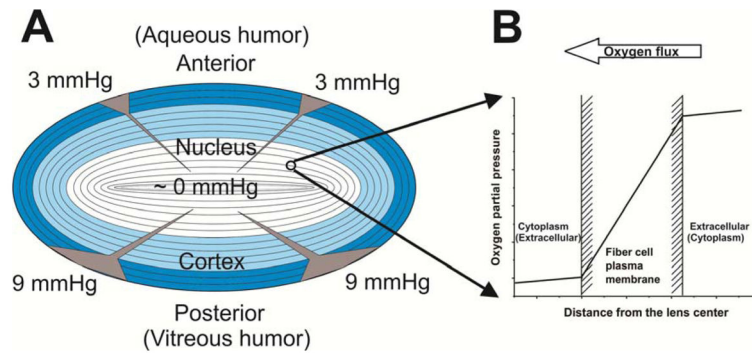 A
(Aqueous humor)
Anterior
3 mmHg
3 mmHg
Nucleus
~ 0 mmHg
Cortex
9 mmHg
9 mmHg
Posterior
(Vitreous humor)
B
Oxygen flux
Oxygen partial pressure
Cytoplasm
(Extracellular)
Fiber cell
plasma
membrane
Extracellular
(Cytoplasm)
Distance from the lens center